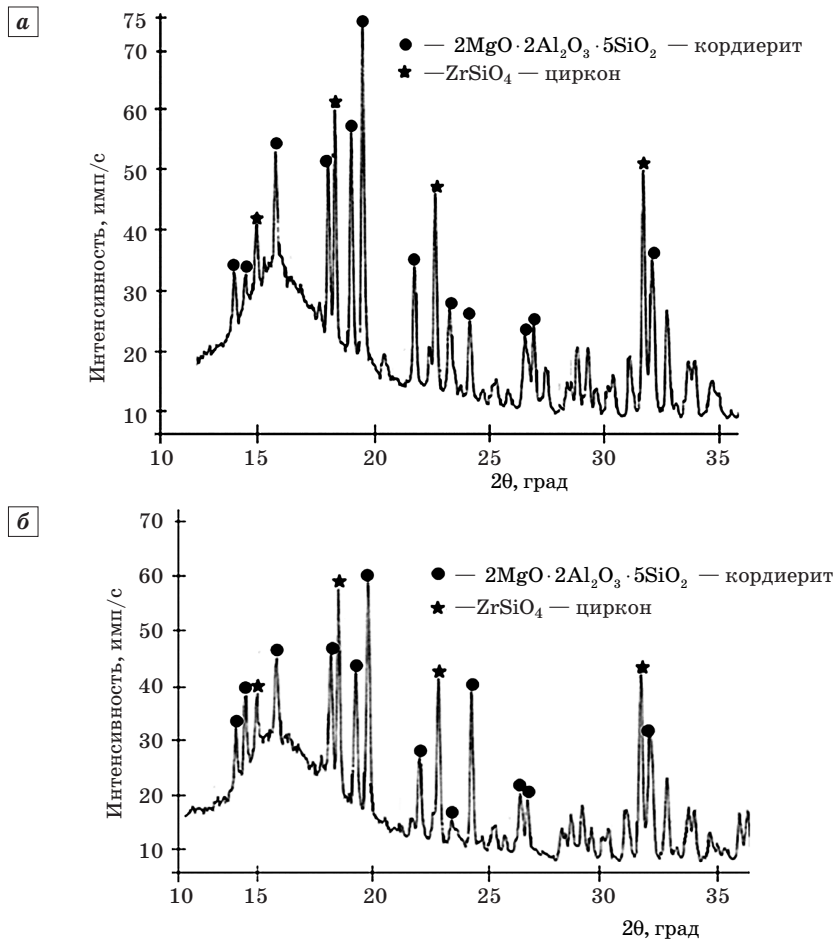 а
75
70
60
50
40
30
20
10
Интенсивность, имп/с
● — 2MgO·2Al₂O₃·5SiO₂ — кордиерит
★ —ZrSiO₄ — циркон
10 15 20 25 30 35
2θ, град
б
70
60
50
40
30
20
10
Интенсивность, имп/с
● — 2MgO·2Al₂O₃·5SiO₂ — кордиерит
★ —ZrSiO₄ — циркон
10 15 20 25 30 35
2θ, град